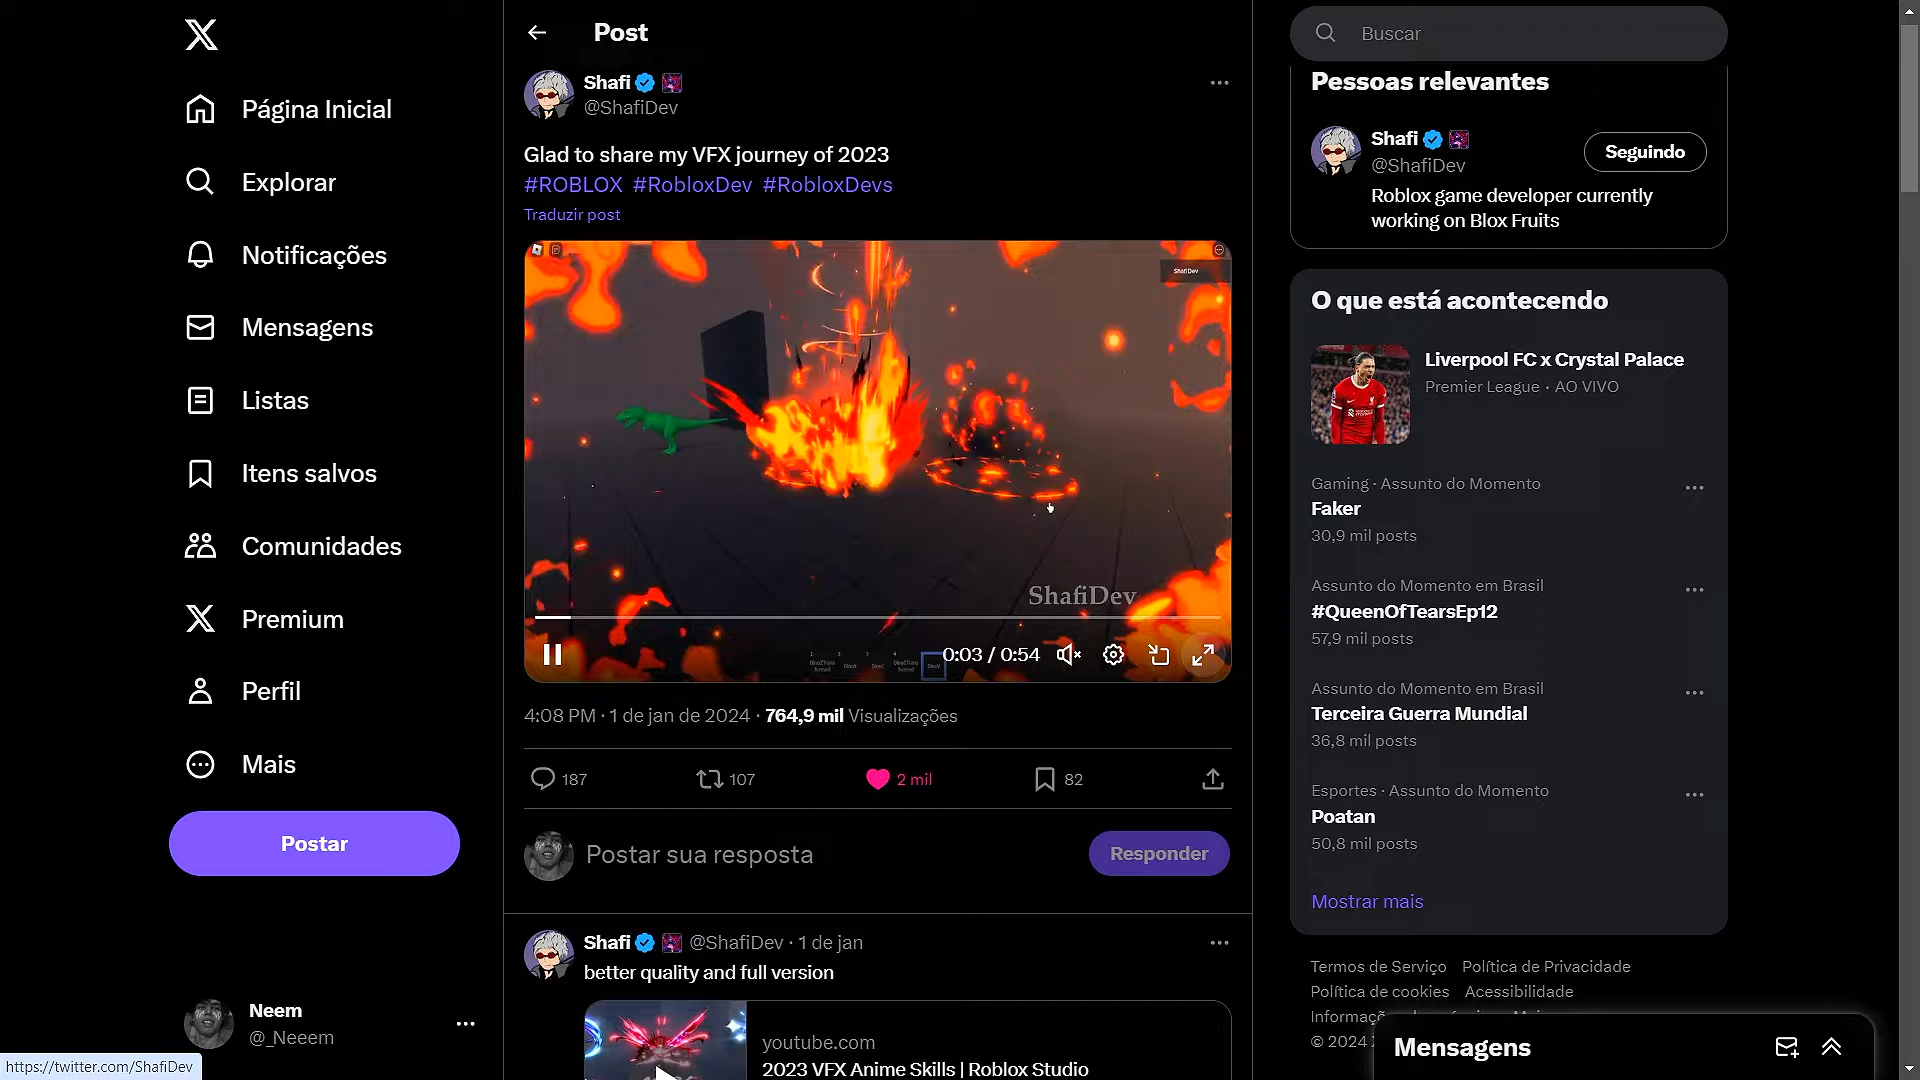 Página Inicial
Explorar
Notificações
Mensagens
Listas
Itens salvos
Comunidades
Premium
Perfil
Mais
Postar
Neem
@_Neeem
https://twitter.com/ShafiDev
Post
Shafi
@ShafiDev
Glad to share my VFX journey of 2023
#ROBLOX #RobloxDev #RobloxDevs
Traduzir post
ShafiDev
ShafiDev
0:03 / 0:54
4:08 PM · 1 de jan de 2024 · 764,9 mil Visualizações
187
107
2 mil
82
Postar sua resposta
Responder
Shafi @ShafiDev · 1 de jan
better quality and full version
youtube.com
2023 VFX Anime Skills | Roblox Studio
Buscar
Pessoas relevantes
Shafi
@ShafiDev
Seguindo
Roblox game developer currently
working on Blox Fruits
O que está acontecendo
Liverpool FC x Crystal Palace
Premier League · AO VIVO
Gaming · Assunto do Momento
Faker
30,9 mil posts
Assunto do Momento em Brasil
#QueenOfTearsEp12
57,9 mil posts
Assunto do Momento em Brasil
Terceira Guerra Mundial
36,8 mil posts
Esportes · Assunto do Momento
Poatan
50,8 mil posts
Mostrar mais
Termos de Serviço Política de Privacidade
Política de cookies Acessibilidade
© 2024
Mensagens